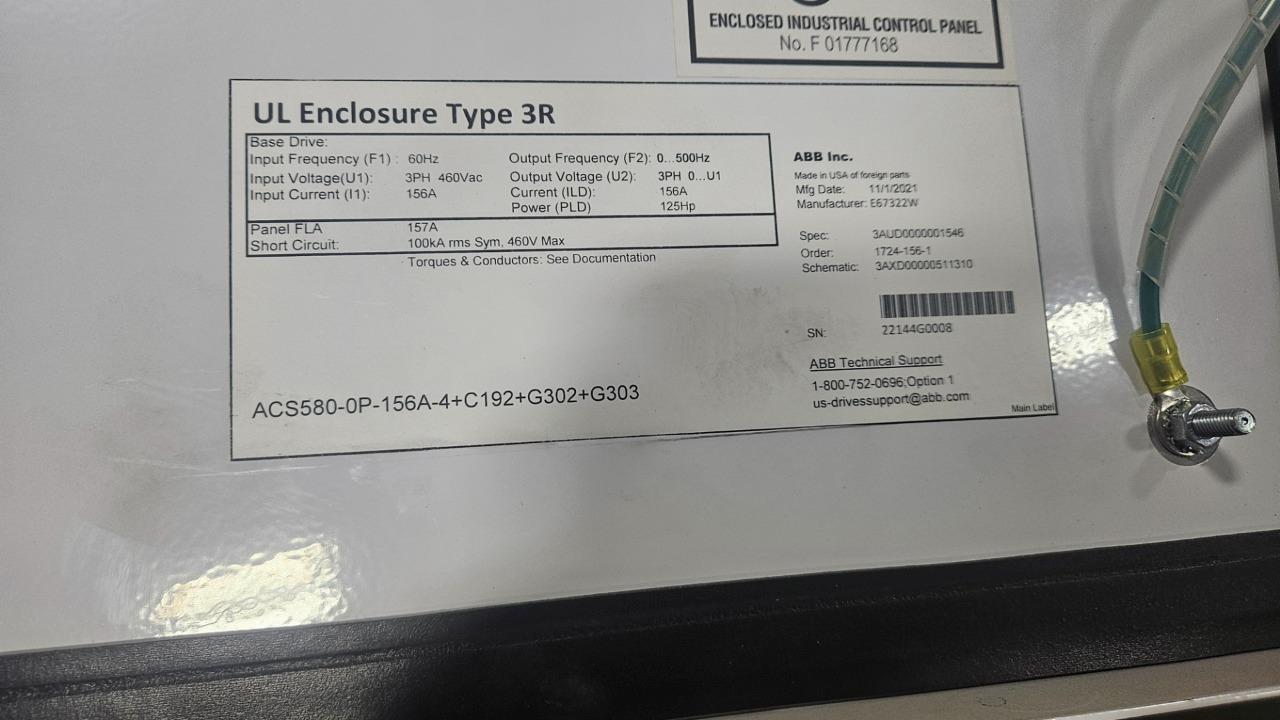 ENCLOSED INDUSTRIAL CONTROL PANEL
No. F 01777168
UL Enclosure Type 3R
Base Drive:
Input Frequency (F1) : 60Hz Output Frequency (F2): 0...500Hz
Input Voltage(U1): 3PH 460Vac Output Voltage (U2): 3PH 0...U1
Input Current (I1): 156A Current (ILD): 156A
Power (PLD) 125Hp
Panel FLA 157A
Short Circuit: 100kA rms Sym, 460V Max
Torques & Conductors: See Documentation
ACS580-0P-156A-4+C192+G302+G303
ABB Inc.
Made in USA of foreign parts
Mfg Date: 11/1/2021
Manufacturer: E67322W
Spec: 3AUD0000001546
Order: 1724-156-1
Schematic: 3AXD00000511310
SN: 22144G0008
ABB Technical Support
1-800-752-0696;Option 1
us-drivessupport@abb.com
Main Label